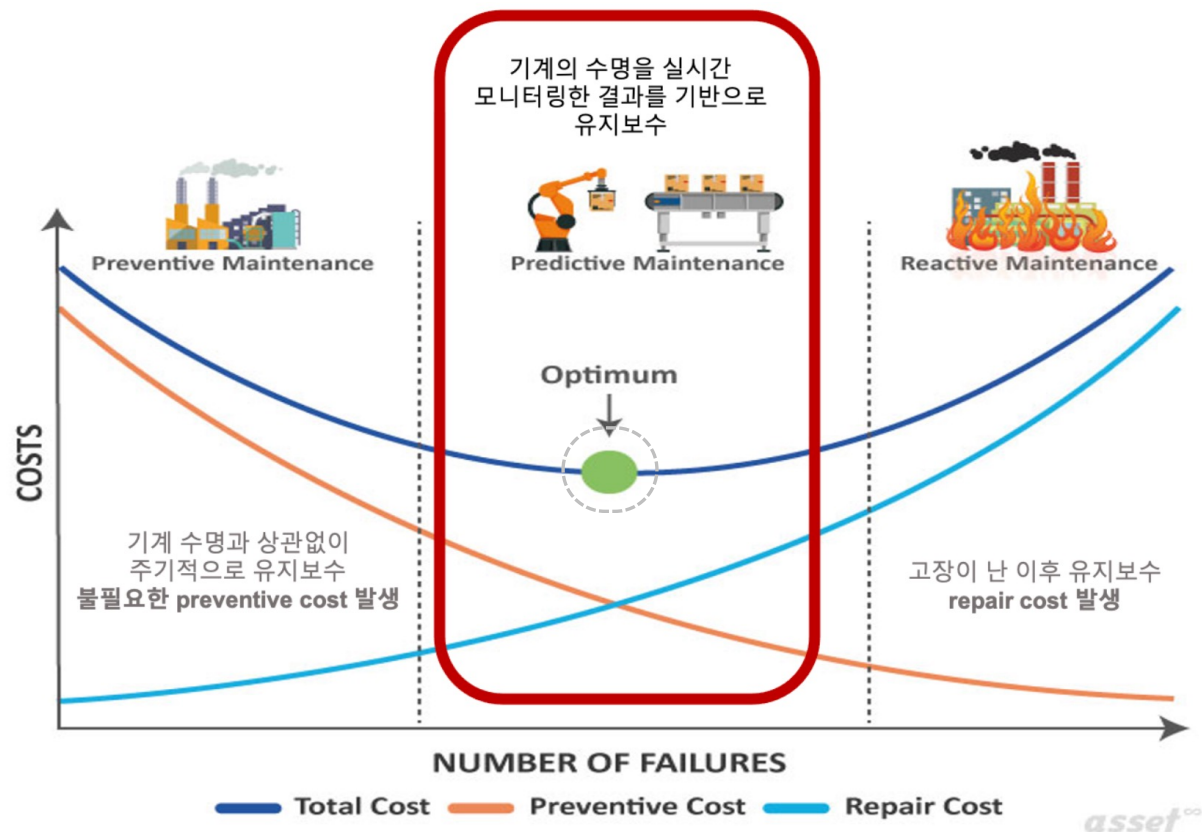 기계의 수명을 실시간
모니터링한 결과를 기반으로
유지보수
Preventive Maintenance
Predictive Maintenance
Reactive Maintenance
Optimum
COSTS
기계 수명과 상관없이
주기적으로 유지보수
불필요한 preventive cost 발생
고장이 난 이후 유지보수
repair cost 발생
NUMBER OF FAILURES
Total Cost
Preventive Cost
Repair Cost
asset∞